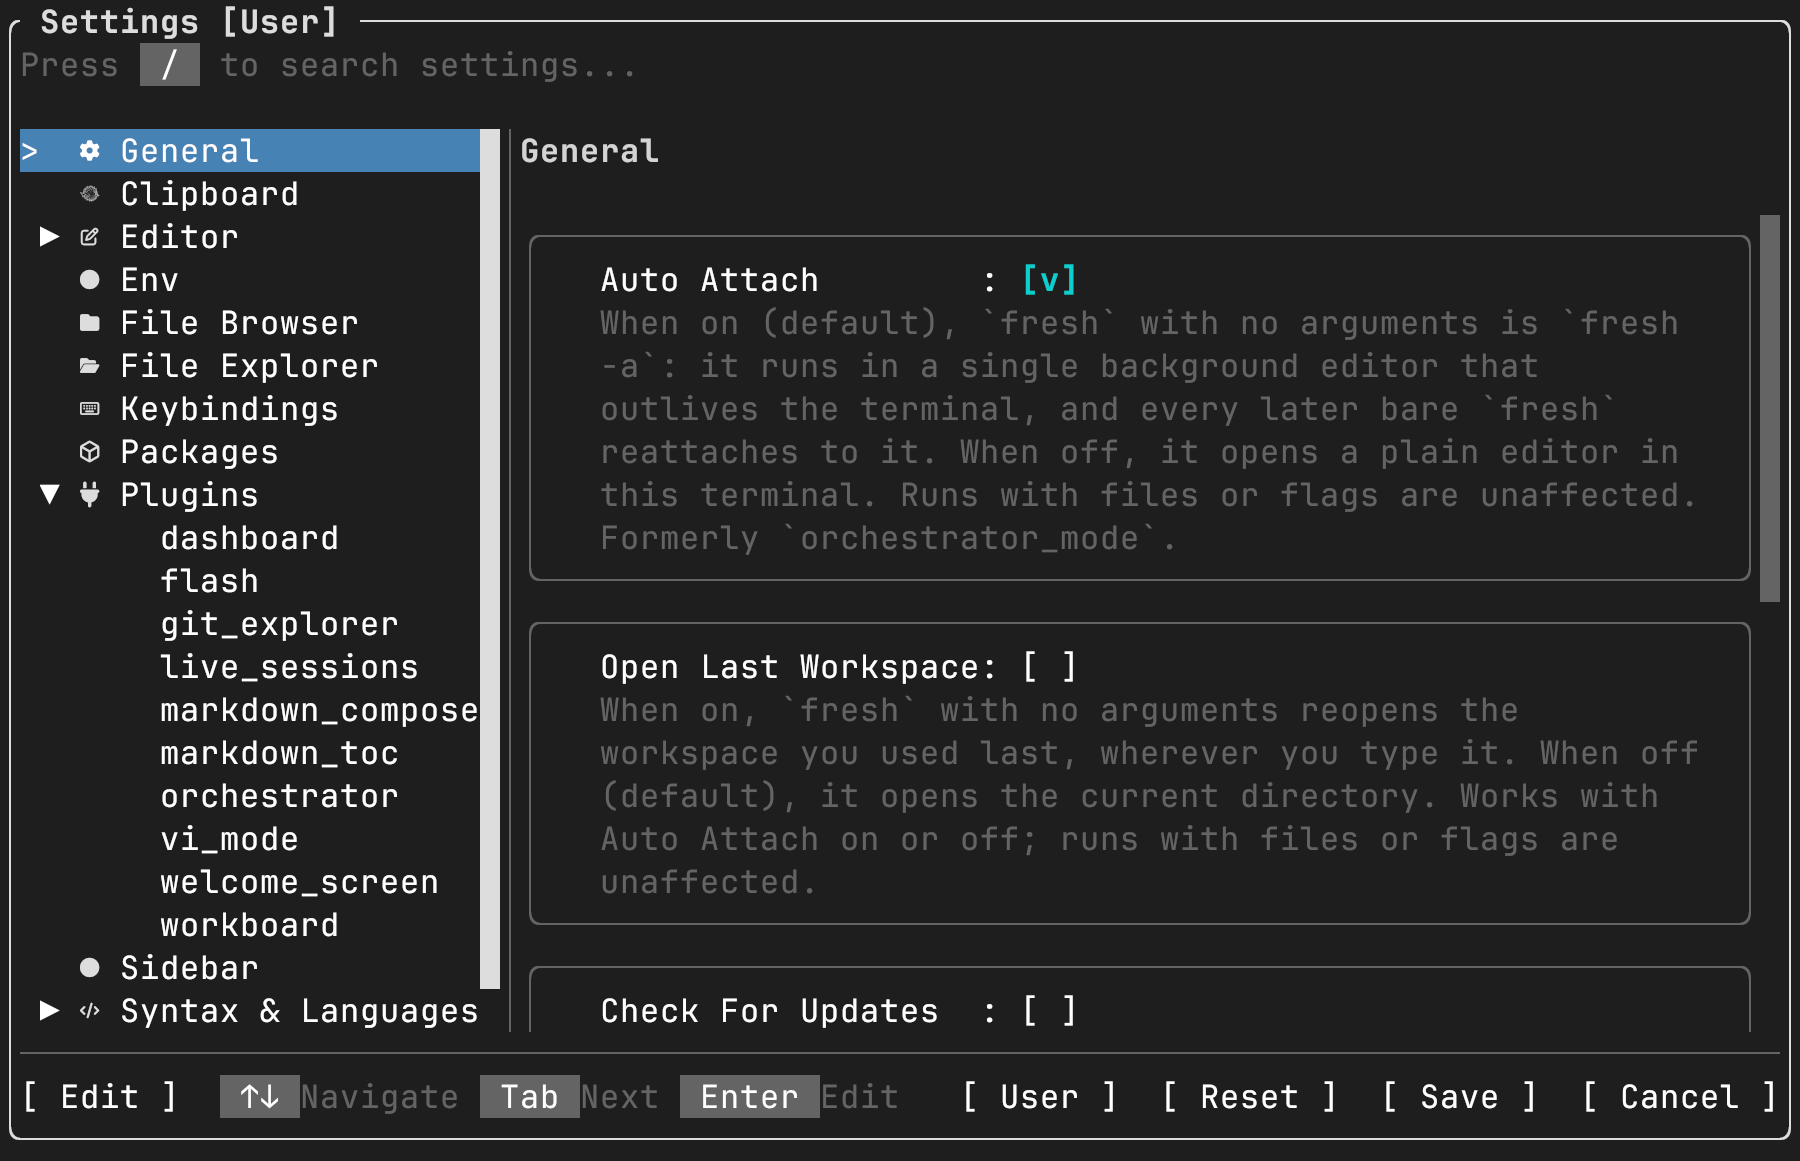 Settings [User]
Press / to search settings...
> General
Clipboard
▶ Editor
Env
File Browser
File Explorer
Keybindings
Packages
▼ Plugins
dashboard
flash
git_explorer
live_sessions
markdown_compose
markdown_toc
orchestrator
vi_mode
welcome_screen
workboard
Sidebar
▶ </> Syntax & Languages
General
Auto Attach : [v]
When on (default), `fresh` with no arguments is `fresh
-a`: it runs in a single background editor that
outlives the terminal, and every later bare `fresh`
reattaches to it. When off, it opens a plain editor in
this terminal. Runs with files or flags are unaffected.
Formerly `orchestrator_mode`.
Open Last Workspace: [ ]
When on, `fresh` with no arguments reopens the
workspace you used last, wherever you type it. When off
(default), it opens the current directory. Works with
Auto Attach on or off; runs with files or flags are
unaffected.
Check For Updates : [ ]
[ Edit ] ↑↓ Navigate Tab Next Enter Edit [ User ] [ Reset ] [ Save ] [ Cancel ]